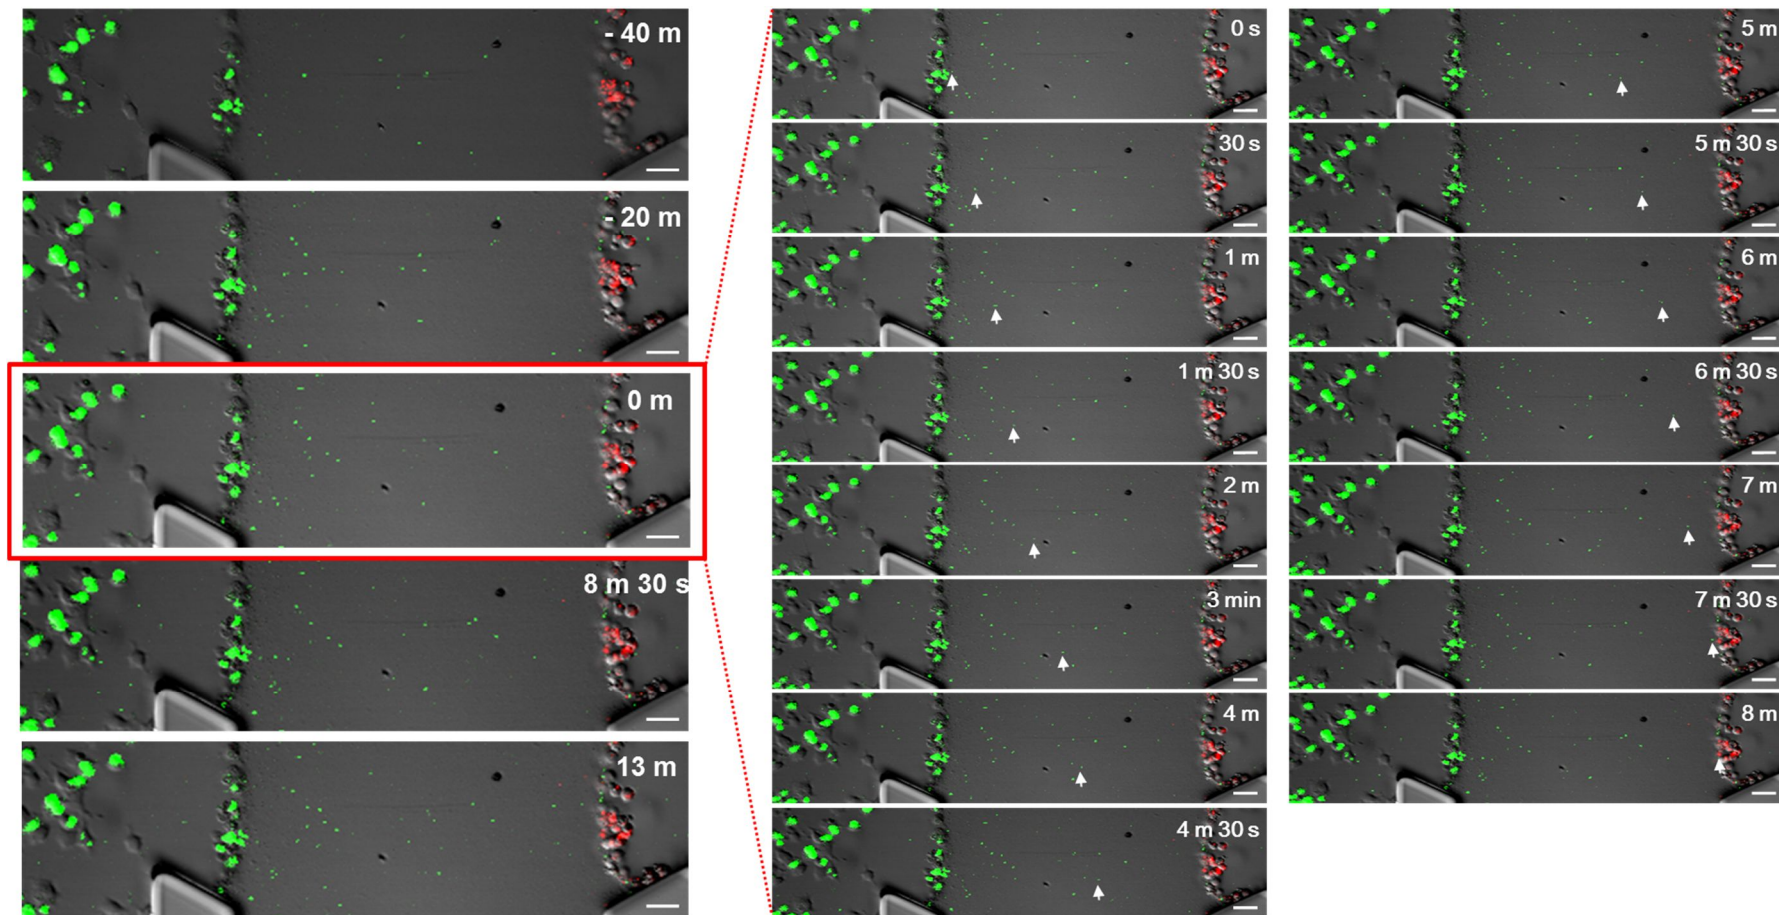 - 40 m
- 20 m
0 m
8 m 30 s
13 m
0 s
30 s
1 m
1 m 30 s
2 m
3 min
4 m
4 m 30 s
5 m
5 m 30 s
6 m
6 m 30 s
7 m
7 m 30 s
8 m